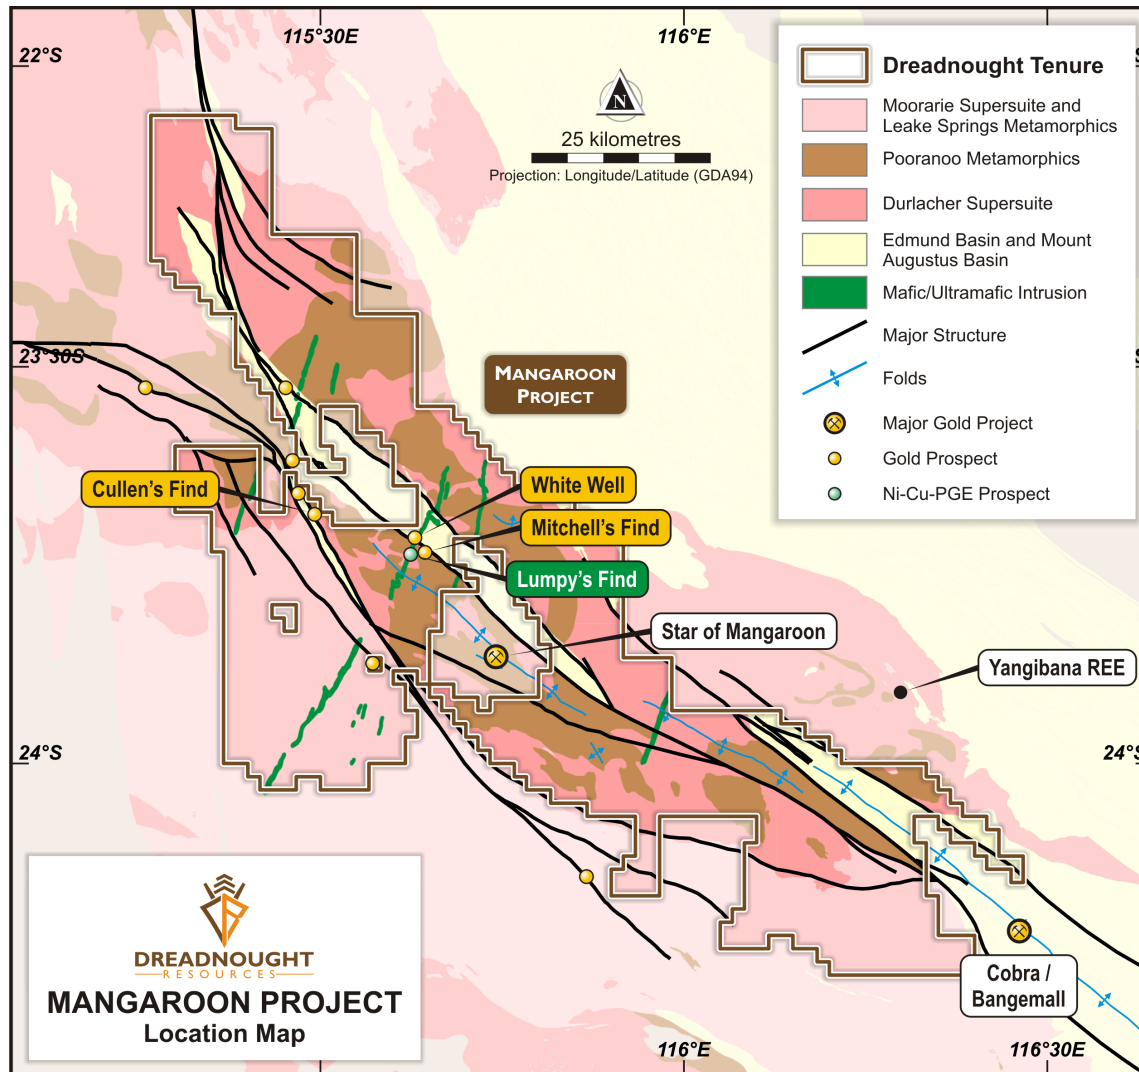 115°30E
116°E
22°S
N
25 kilometres
Projection: Longitude/Latitude (GDA94)
Dreadnought Tenure
Moorarie Supersuite and
Leake Springs Metamorphics
Pooranoo Metamorphics
Durlacher Supersuite
Edmund Basin and Mount
Augustus Basin
Mafic/Ultramafic Intrusion
Major Structure
Folds
Major Gold Project
Gold Prospect
Ni-Cu-PGE Prospect
23°30S
MANGAROON
PROJECT
Cullen's Find
White Well
Mitchell's Find
Lumpy's Find
Star of Mangaroon
Yangibana REE
24°S
24°S
Cobra /
Bangemall
DREADNOUGHT
RESOURCES
MANGAROON PROJECT
Location Map
116°E
116°30E